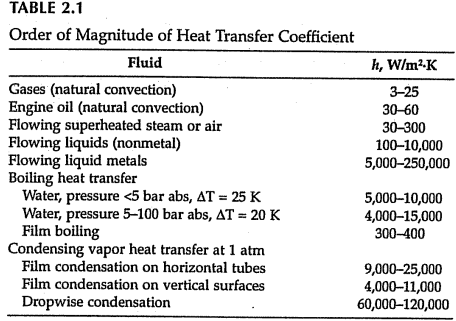 TABLE 2.1
Order of Magnitude of Heat Transfer Coefficient
Fluid h, W/m²·K
Gases (natural convection) 3–25
Engine oil (natural convection) 30–60
Flowing superheated steam or air 30–300
Flowing liquids (nonmetal) 100–10,000
Flowing liquid metals 5,000–250,000
Boiling heat transfer
Water, pressure <5 bar abs, ΔT = 25 K 5,000–10,000
Water, pressure 5–100 bar abs, ΔT = 20 K 4,000–15,000
Film boiling 300–400
Condensing vapor heat transfer at 1 atm
Film condensation on horizontal tubes 9,000–25,000
Film condensation on vertical surfaces 4,000–11,000
Dropwise condensation 60,000–120,000